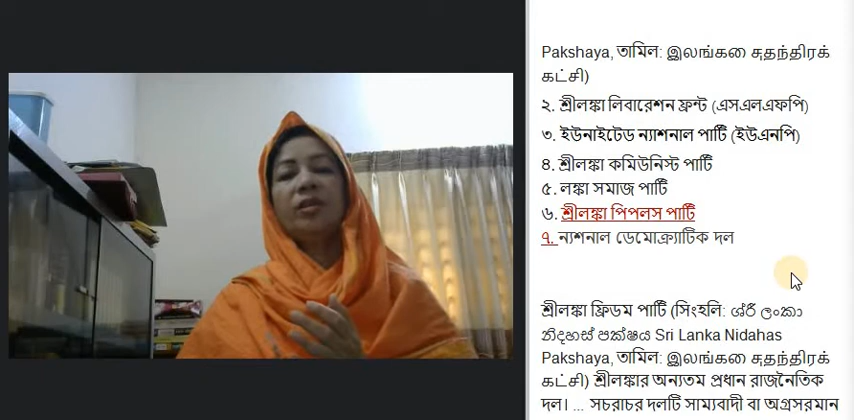 Pakshaya, তামিল: இலங்கை சுதந்திரக்
கட்சி)
২. শ্রীলঙ্কা লিবারেশন ফ্রন্ট (এসএলএফপি)
৩. ইউনাইটেড ন্যাশনাল পার্টি (ইউএনপি)
৪. শ্রীলঙ্কা কমিউনিস্ট পার্টি
৫. লঙ্কা সমাজ পার্টি
৬. শ্রীলঙ্কা পিপলস পার্টি
৭. ন্যশনাল ডেমোক্র্যাটিক দল
শ্রীলঙ্কা ফ্রিডম পার্টি (সিংহলি: ශ්රී ලංකා
නිදහස් පක්ෂය Sri Lanka Nidahas
Pakshaya, তামিল: இலங்கை சுதந்திரக்
கட்சி) শ্রীলঙ্কার অন্যতম প্রধান রাজনৈতিক
দল। ... সচরাচর দলটি সাম্যবাদী বা অগ্রসরমান